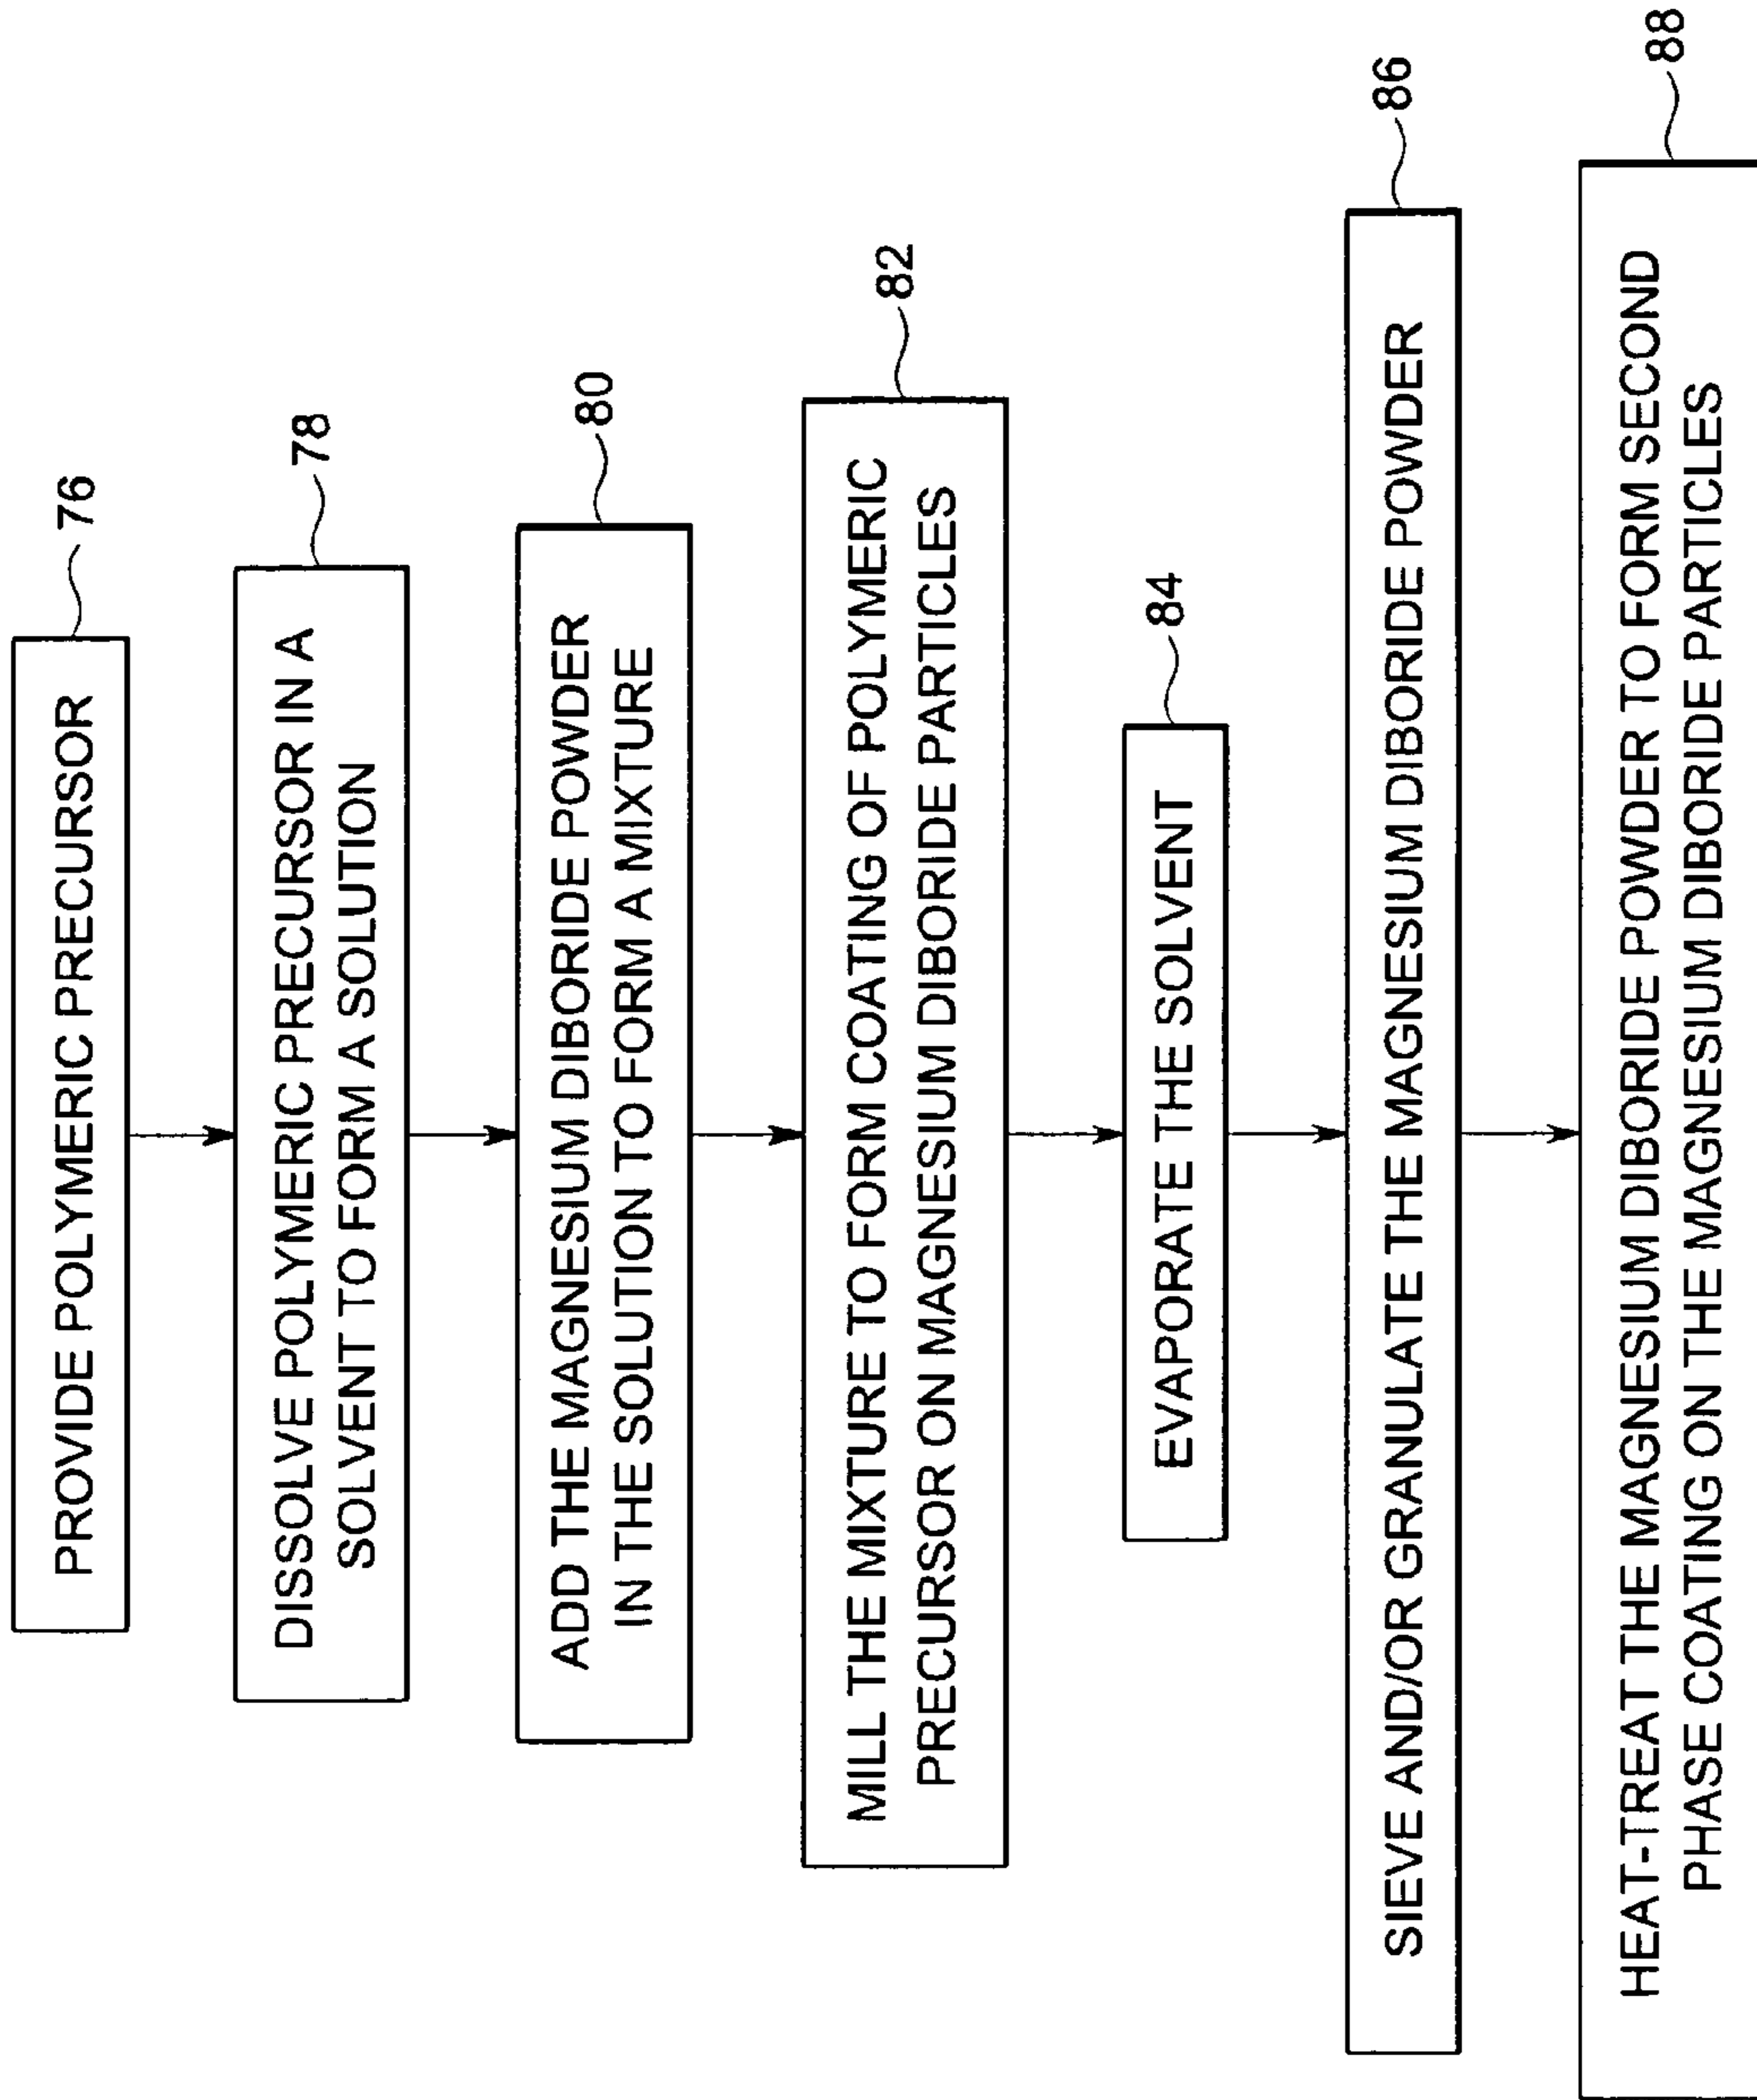 PROVIDE POLYMERIC PRECURSOR
76
DISSOLVE POLYMERIC PRECURSOR IN A
SOLVENT TO FORM A SOLUTION
78
ADD THE MAGNESIUM DIBORIDE POWDER
IN THE SOLUTION TO FORM A MIXTURE
80
MILL THE MIXTURE TO FORM COATING OF POLYMERIC
PRECURSOR ON MAGNESIUM DIBORIDE PARTICLES
82
EVAPORATE THE SOLVENT
84
SIEVE AND/OR GRANULATE THE MAGNESIUM DIBORIDE POWDER
86
HEAT-TREAT THE MAGNESIUM DIBORIDE POWDER TO FORM SECOND
PHASE COATING ON THE MAGNESIUM DIBORIDE PARTICLES
88